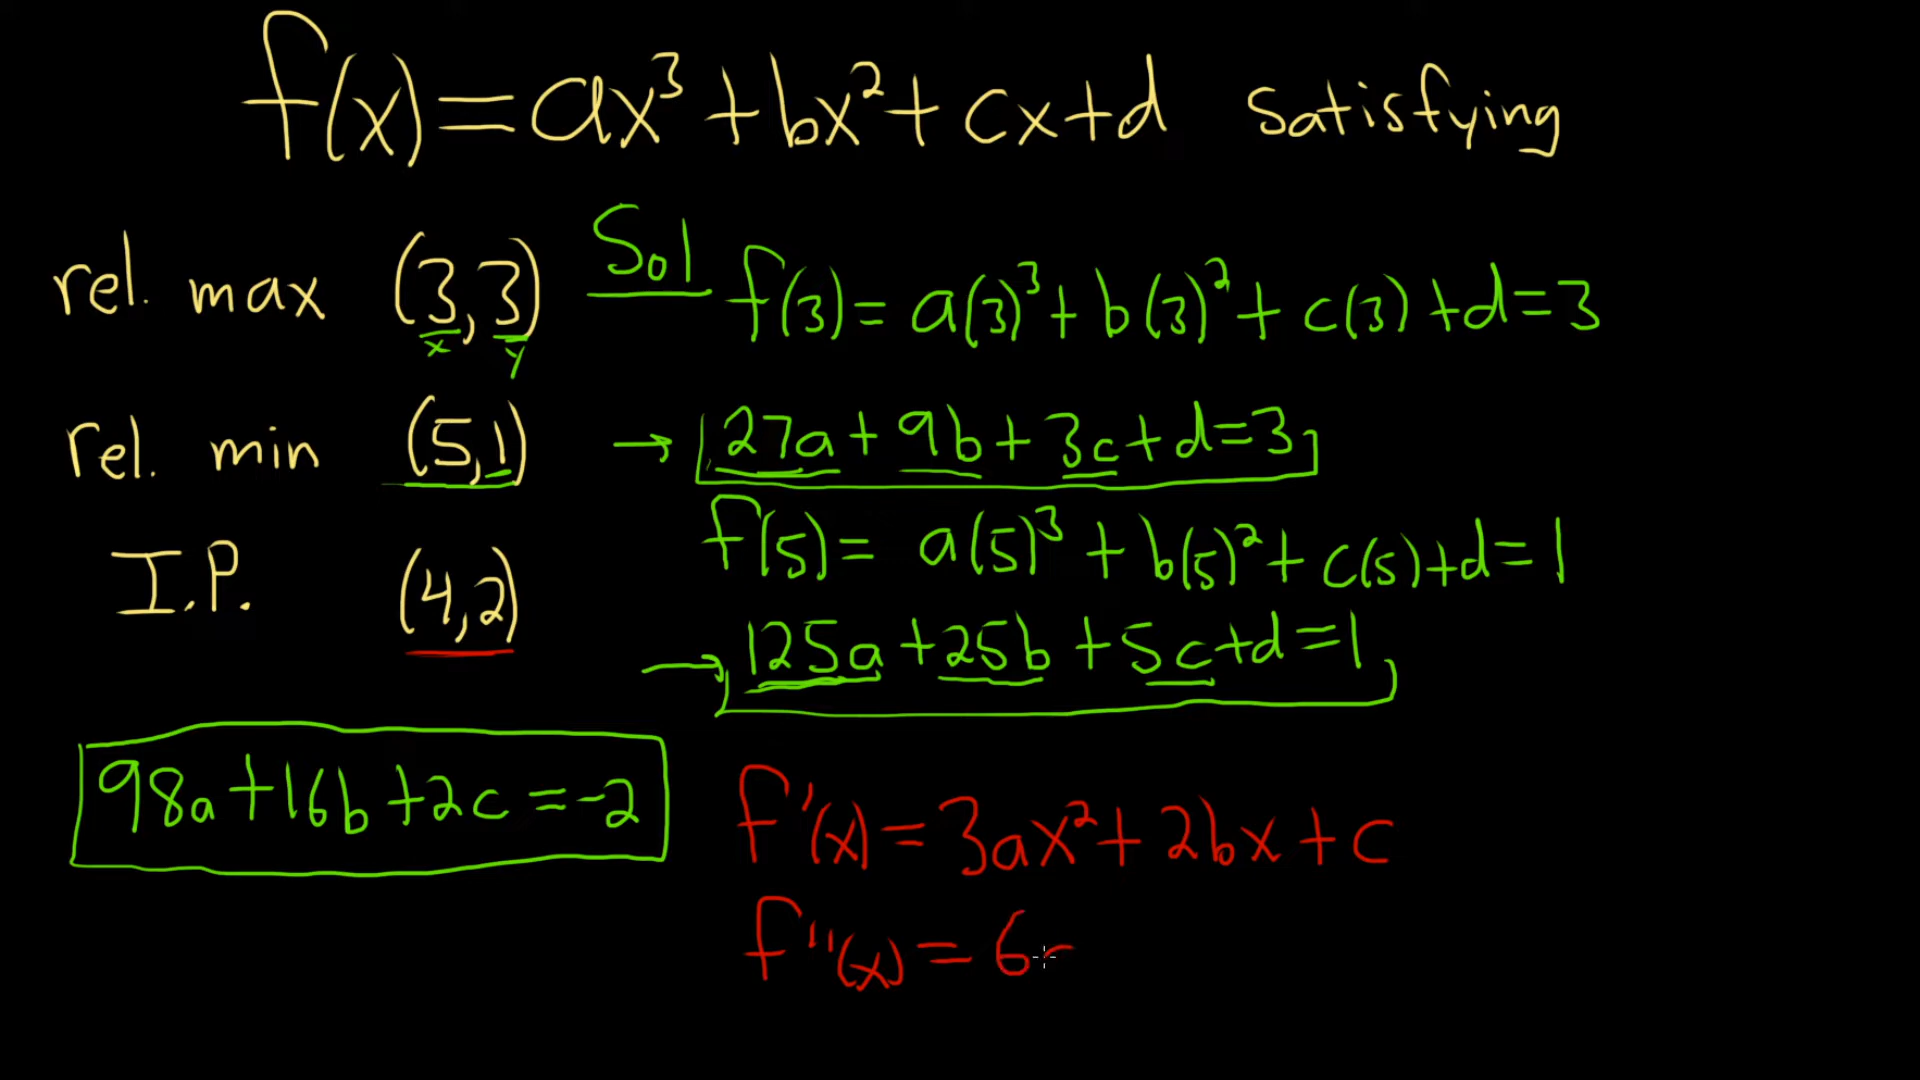 f(x) = ax³ + bx² + cx + d satisfying
rel. max (3, 3)
x y
rel. min (5, 1)
I.P. (4, 2)
98a + 16b + 2c = -2
Sol
f(3) = a(3)³ + b(3)² + c(3) + d = 3
→ 27a + 9b + 3c + d = 3
f(5) = a(5)³ + b(5)² + c(5) + d = 1
→ 125a + 25b + 5c + d = 1
f'(x) = 3ax² + 2bx + c
f''(x) = 6